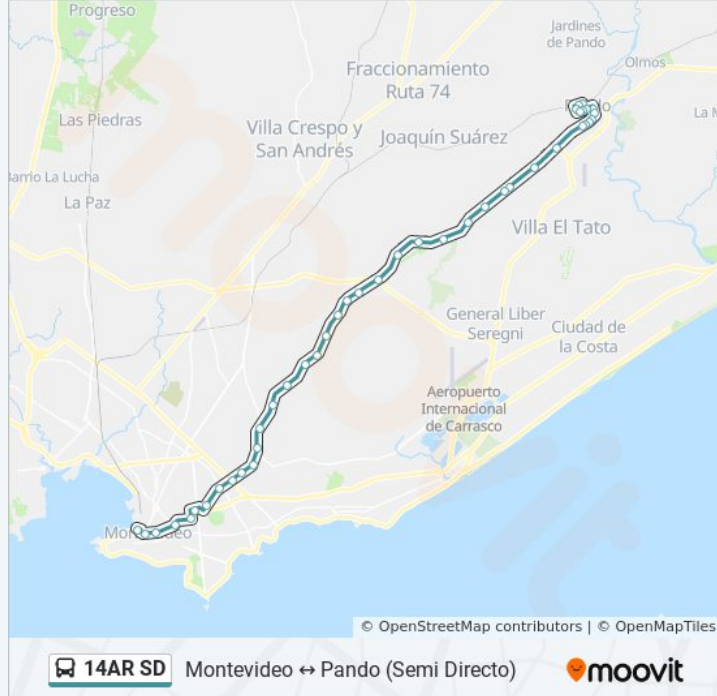 Progreso
Jardines
de Pando
Olmos
Fraccionamiento
Ruta 74
Las Piedras
Villa Crespo y
San Andrés
Joaquín Suárez
Barrio La Lucha
La Paz
Villa El Tato
General Liber
Seregni
Ciudad de
la Costa
Aeropuerto
Internacional
de Carrasco
© OpenStreetMap contributors | © OpenMapTiles
14AR SD
Montevideo ↔ Pando (Semi Directo)
moovit